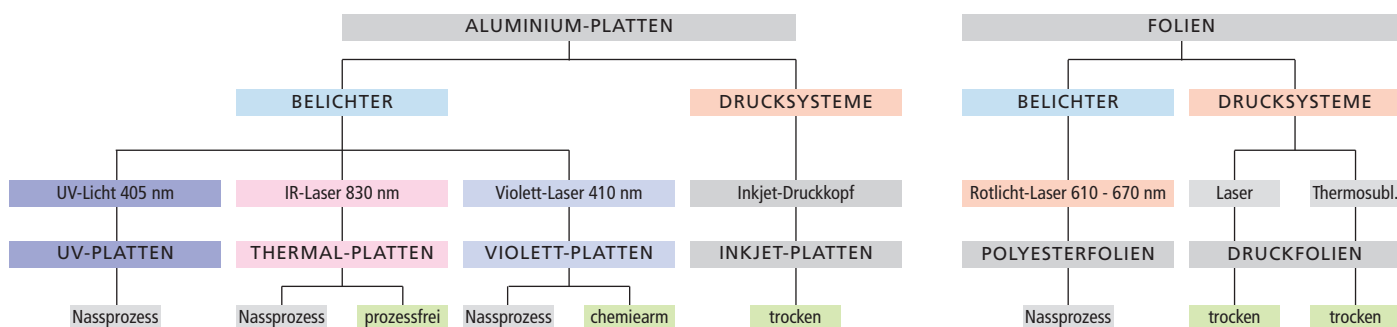 ALUMINIUM-PLATTEN
FOLIEN
BELICHTER
DRUCKSYSTEME
BELICHTER
DRUCKSYSTEME
UV-Licht 405 nm
IR-Laser 830 nm
Violett-Laser 410 nm
Inkjet-Druckkopf
Rotlicht-Laser 610 - 670 nm
Laser
Thermosubl.
UV-PLATTEN
THERMAL-PLATTEN
VIOLETT-PLATTEN
INKJET-PLATTEN
POLYESTERFOLIEN
DRUCKFOLIEN
Nassprozess
Nassprozess
prozessfrei
Nassprozess
chemiearm
trocken
Nassprozess
trocken
trocken